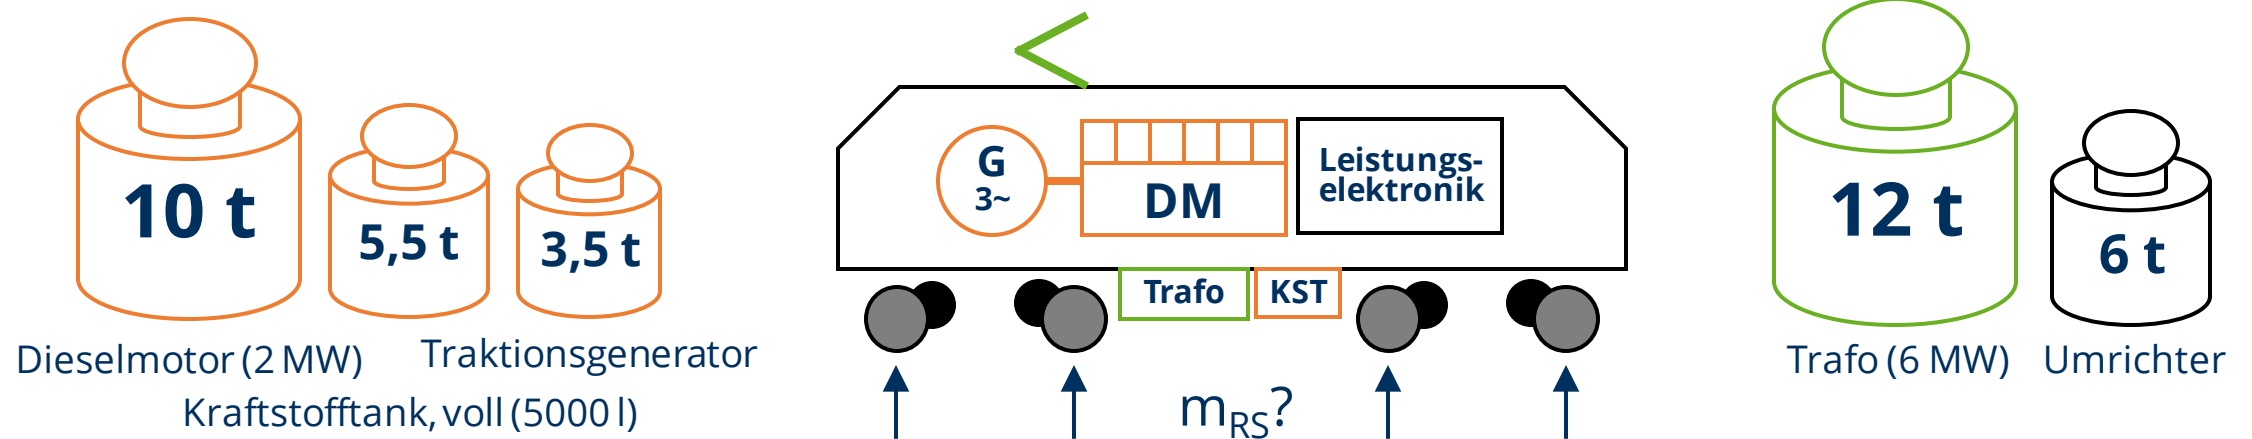 10 t
5,5 t
3,5 t
Dieselmotor (2 MW)
Traktionsgenerator
Kraftstofftank, voll (5000 l)
G
3~
DM
Leistungs-
elektronik
Trafo
KST
mRS?
12 t
6 t
Trafo (6 MW)
Umrichter